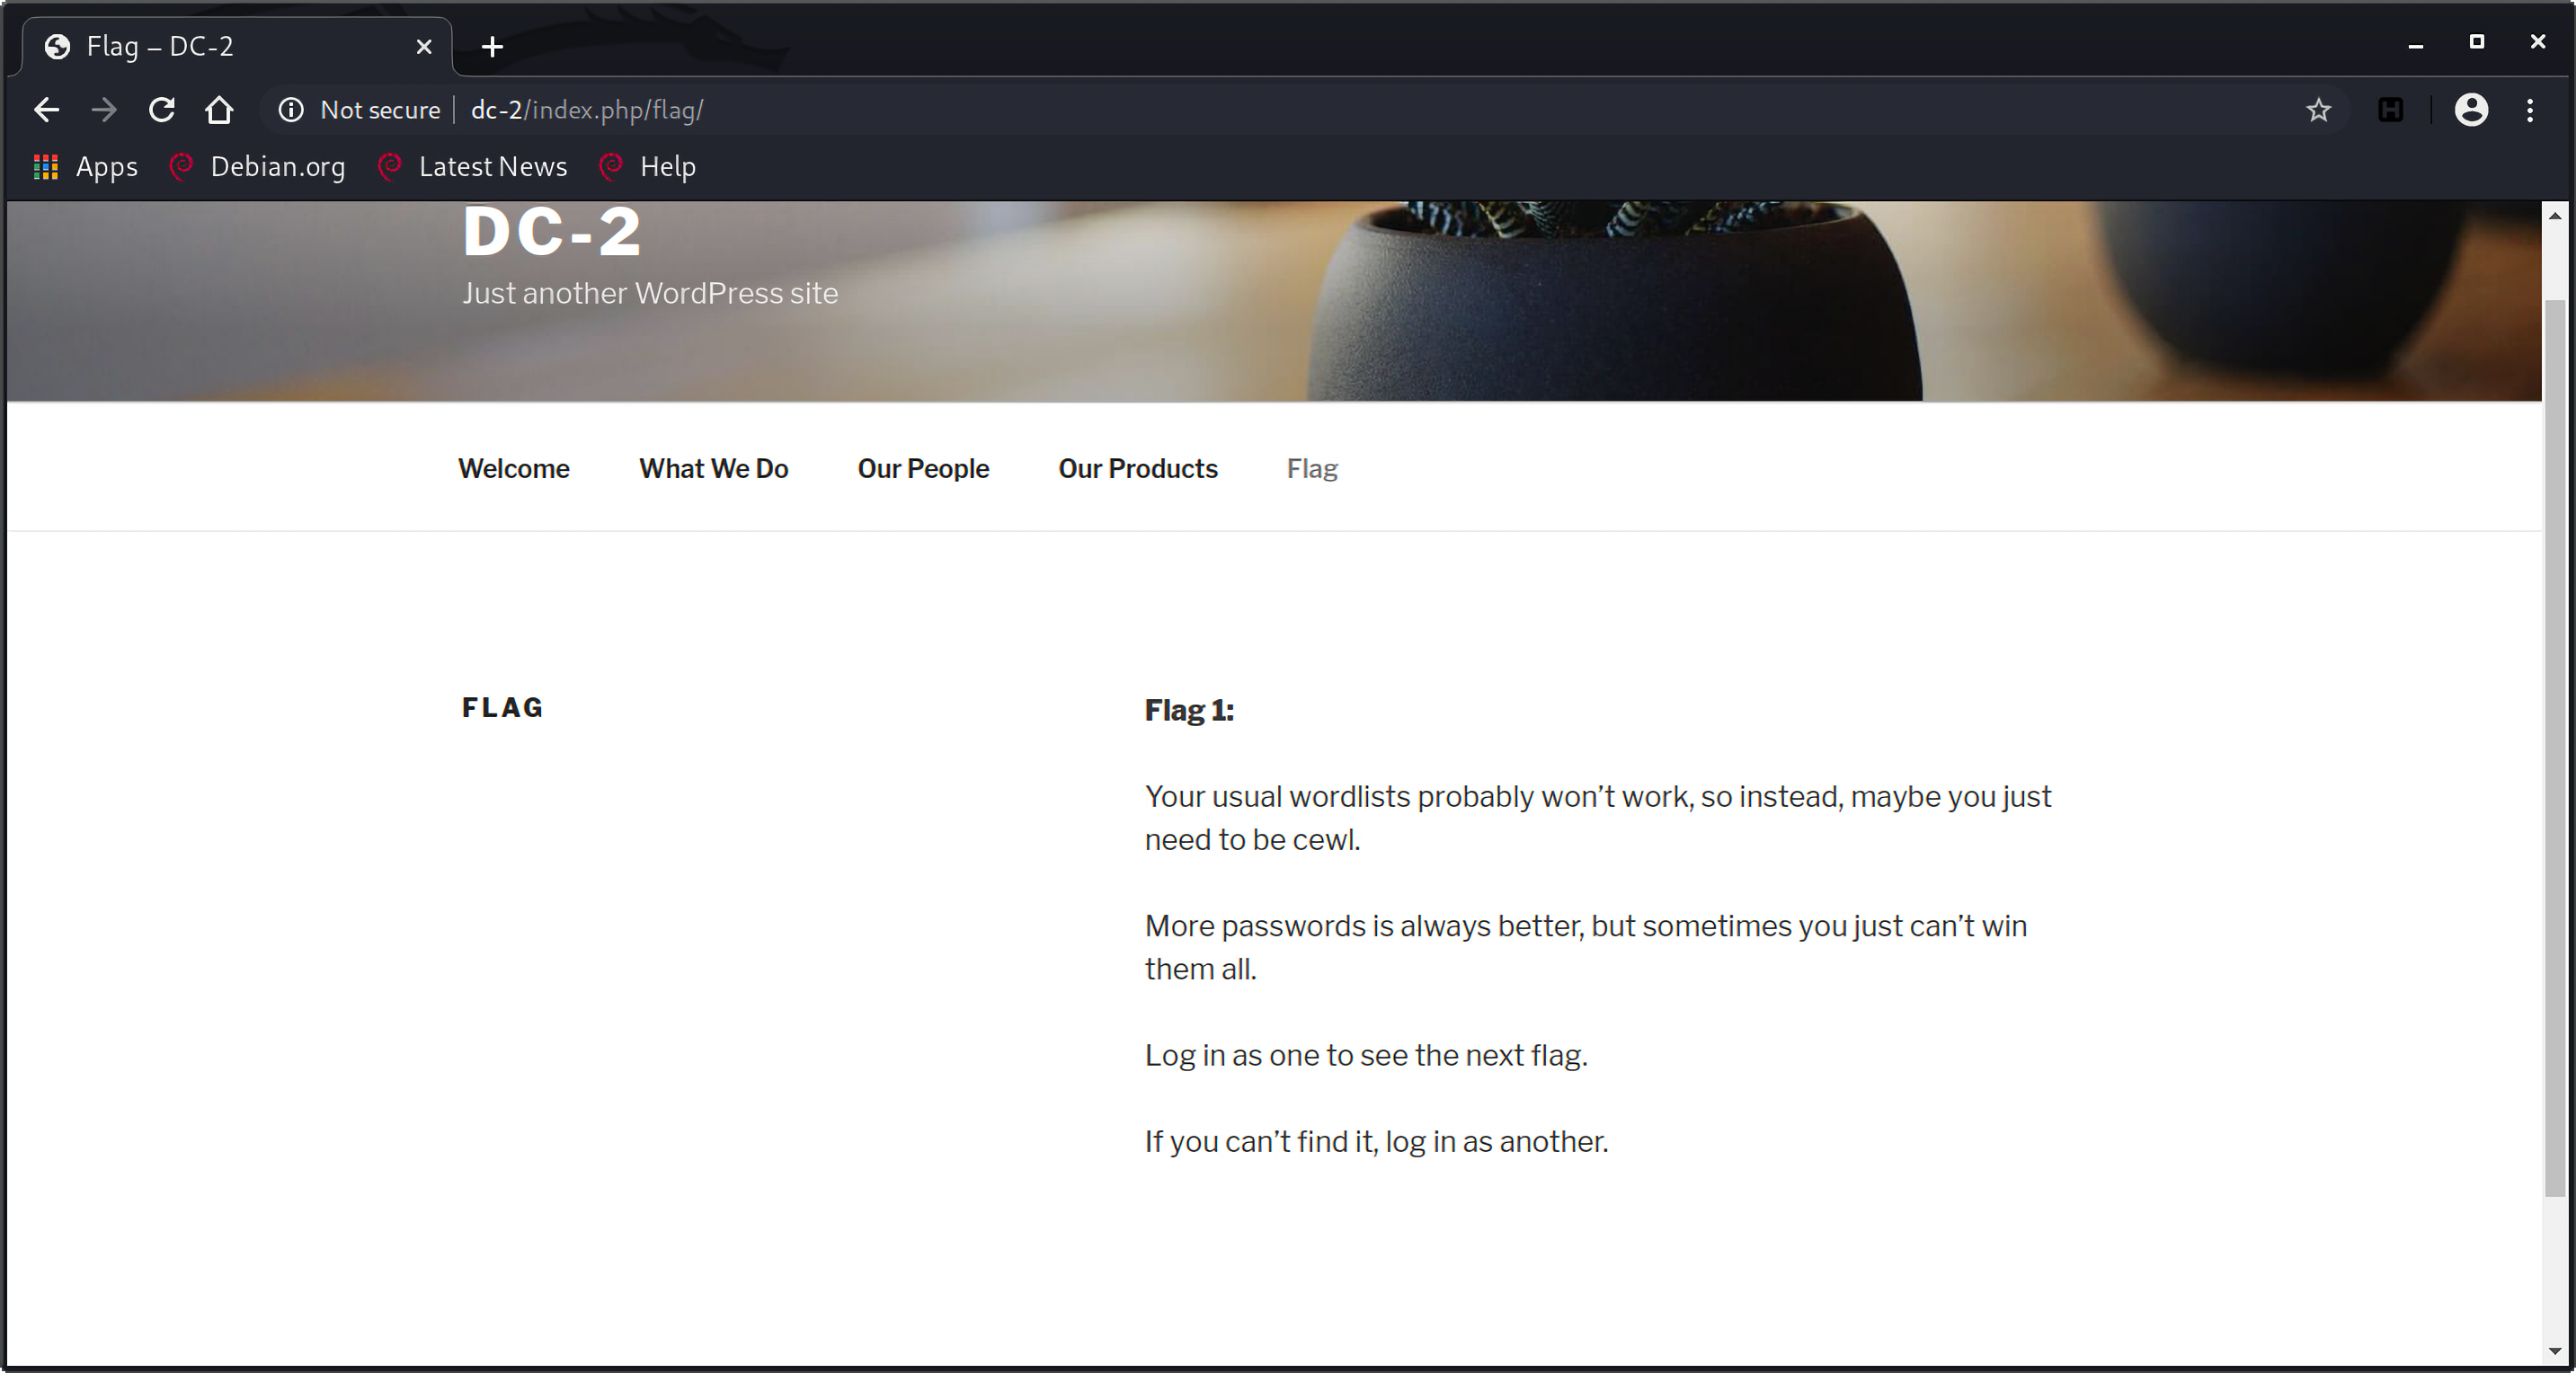 Flag – DC-2
Not secure
dc-2/index.php/flag/
Apps
Debian.org
Latest News
Help
DC-2
Just another WordPress site
Welcome
What We Do
Our People
Our Products
Flag
FLAG
Flag 1:
Your usual wordlists probably won’t work, so instead, maybe you just
need to be cewl.
More passwords is always better, but sometimes you just can’t win
them all.
Log in as one to see the next flag.
If you can’t find it, log in as another.